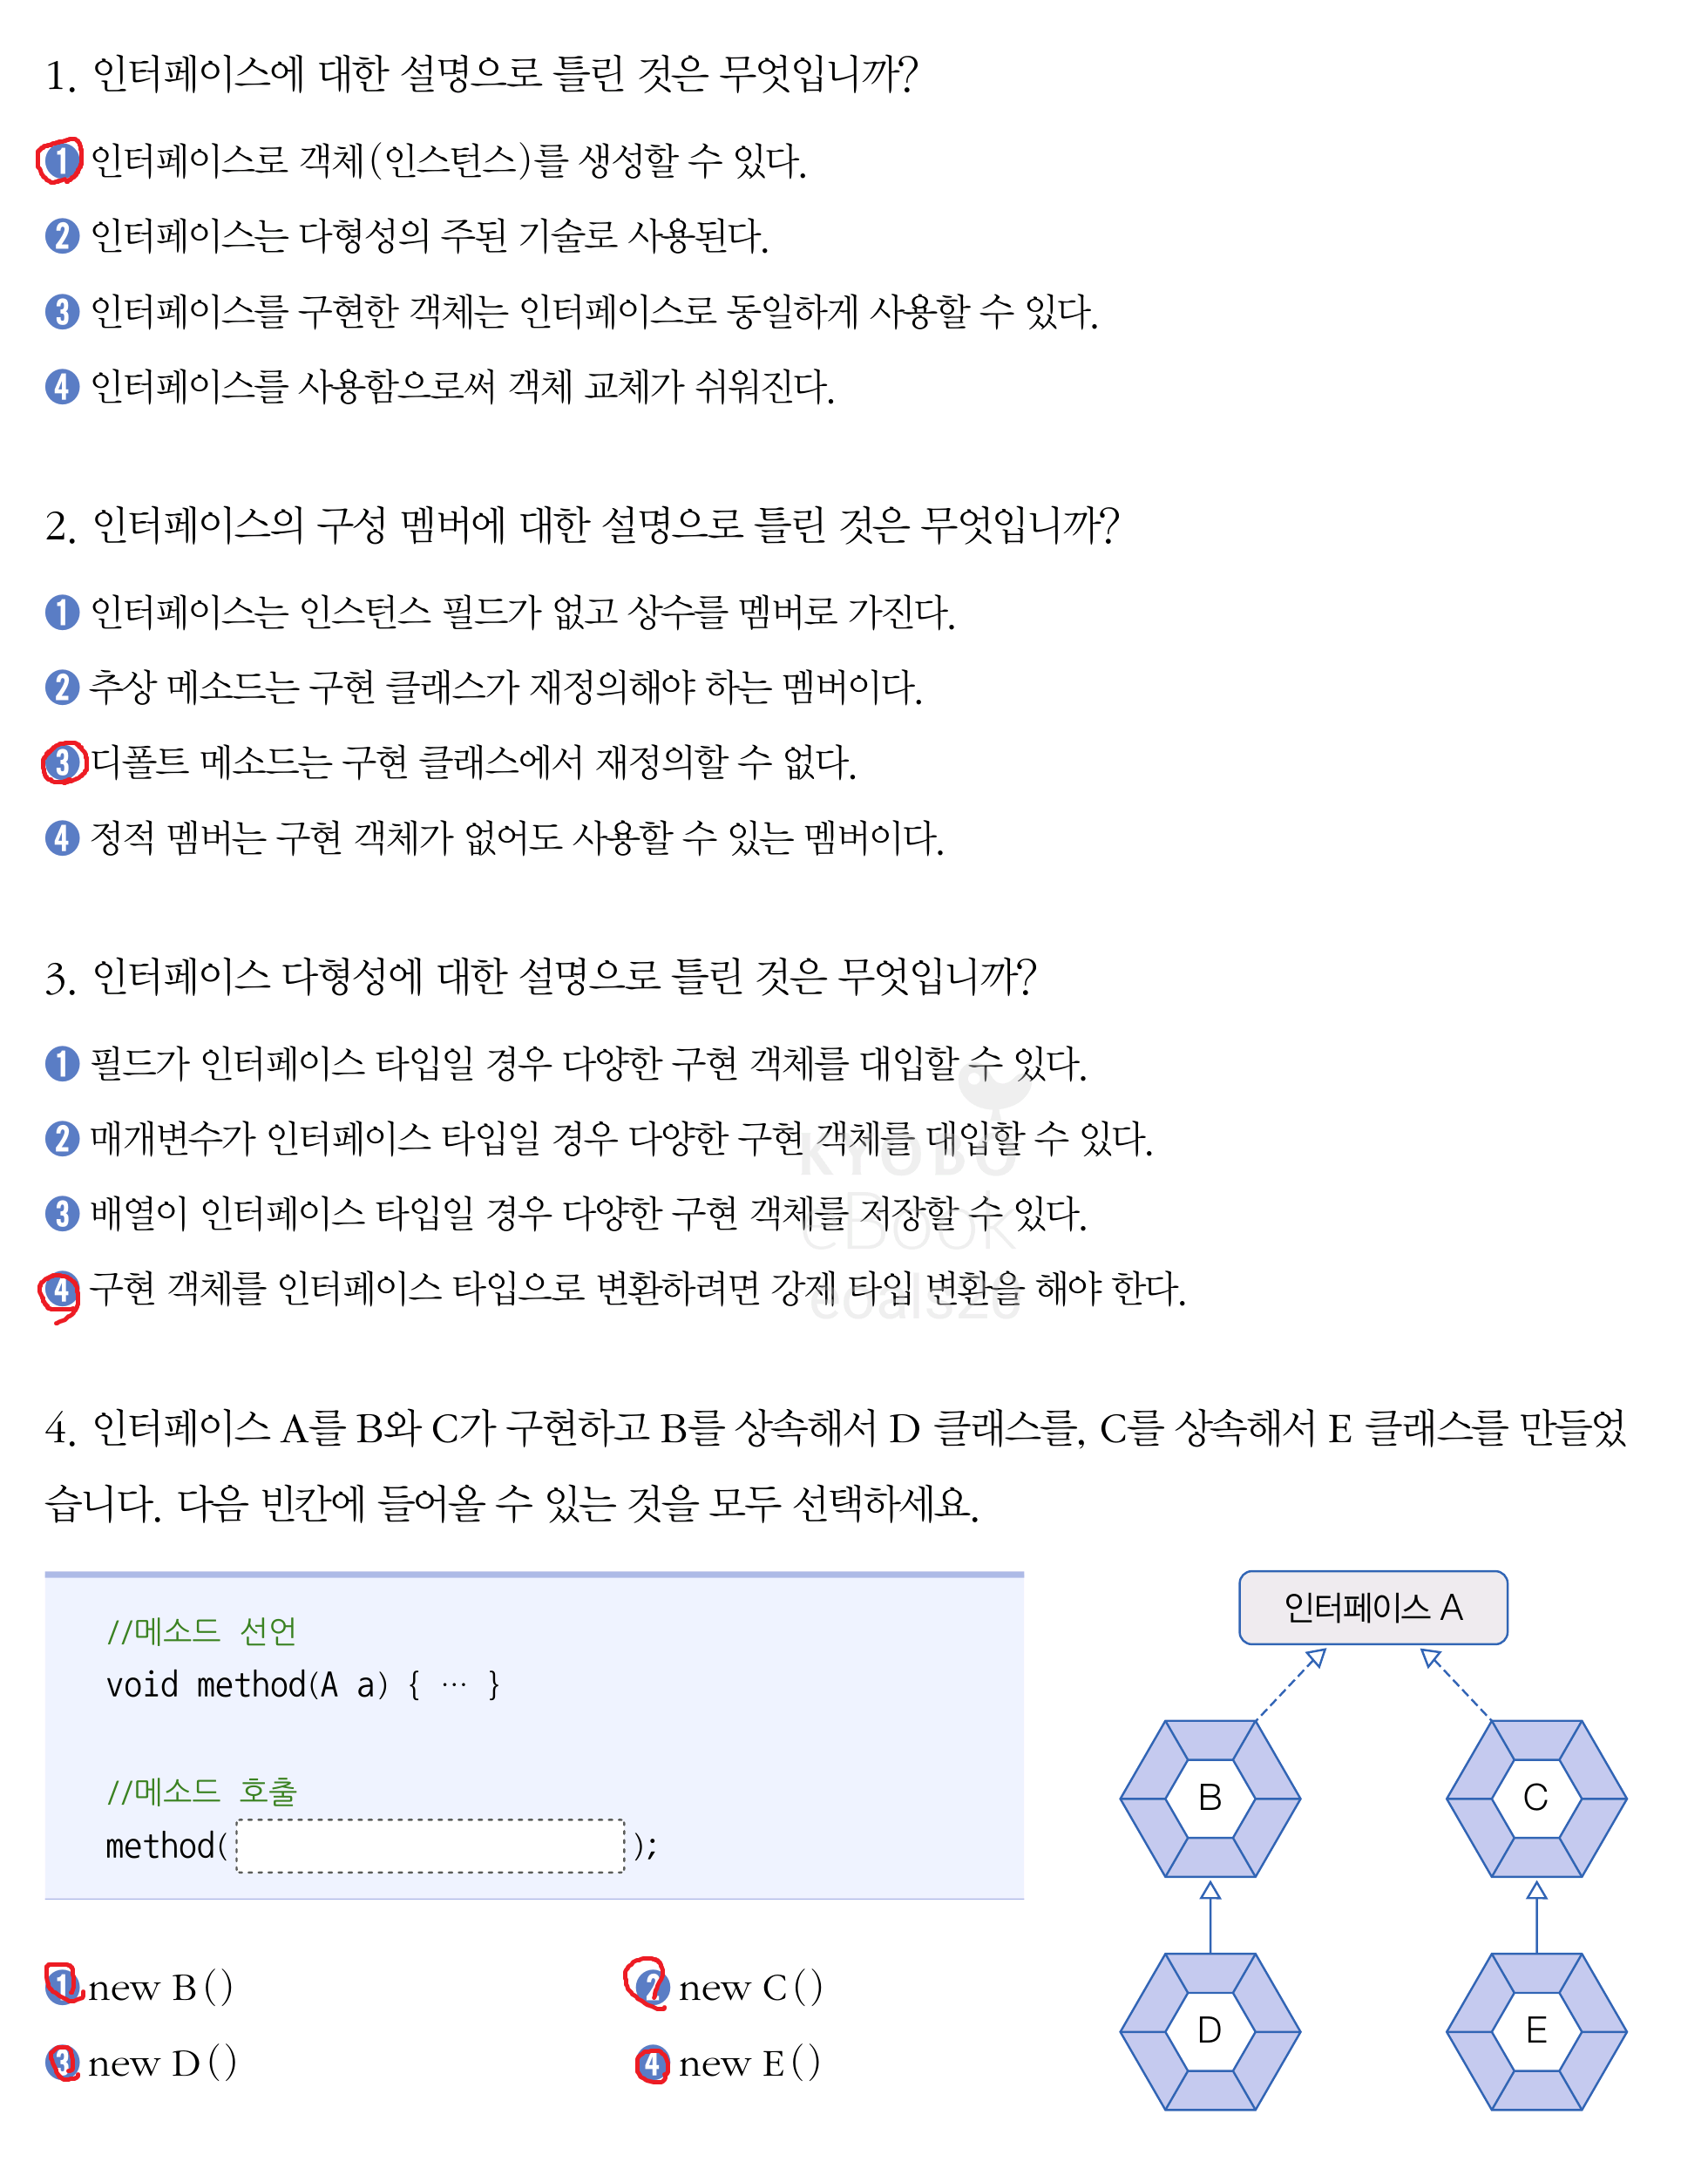 1. 인터페이스에 대한 설명으로 틀린 것은 무엇입니까?
1 인터페이스로 객체(인스턴스)를 생성할 수 있다.
2 인터페이스는 다형성의 주된 기술로 사용된다.
3 인터페이스를 구현한 객체는 인터페이스로 동일하게 사용할 수 있다.
4 인터페이스를 사용함으로써 객체 교체가 쉬워진다.
2. 인터페이스의 구성 멤버에 대한 설명으로 틀린 것은 무엇입니까?
1 인터페이스는 인스턴스 필드가 없고 상수를 멤버로 가진다.
2 추상 메소드는 구현 클래스가 재정의해야 하는 멤버이다.
3 디폴트 메소드는 구현 클래스에서 재정의할 수 없다.
4 정적 멤버는 구현 객체가 없어도 사용할 수 있는 멤버이다.
3. 인터페이스 다형성에 대한 설명으로 틀린 것은 무엇입니까?
1 필드가 인터페이스 타입일 경우 다양한 구현 객체를 대입할 수 있다.
2 매개변수가 인터페이스 타입일 경우 다양한 구현 객체를 대입할 수 있다.
KYOBO
3 배열이 인터페이스 타입일 경우 다양한 구현 객체를 저장할 수 있다.
eBook
4 구현 객체를 인터페이스 타입으로 변환하려면 강제 타입 변환을 해야 한다.
4. 인터페이스 A를 B와 C가 구현하고 B를 상속해서 D 클래스를, C를 상속해서 E 클래스를 만들었
습니다. 다음 빈칸에 들어올 수 있는 것을 모두 선택하세요.
//메소드 선언
void method(A a) { … }
//메소드 호출
method( );
인터페이스 A
B
C
D
E
1 new B()
2 new C()
3 new D()
4 new E()